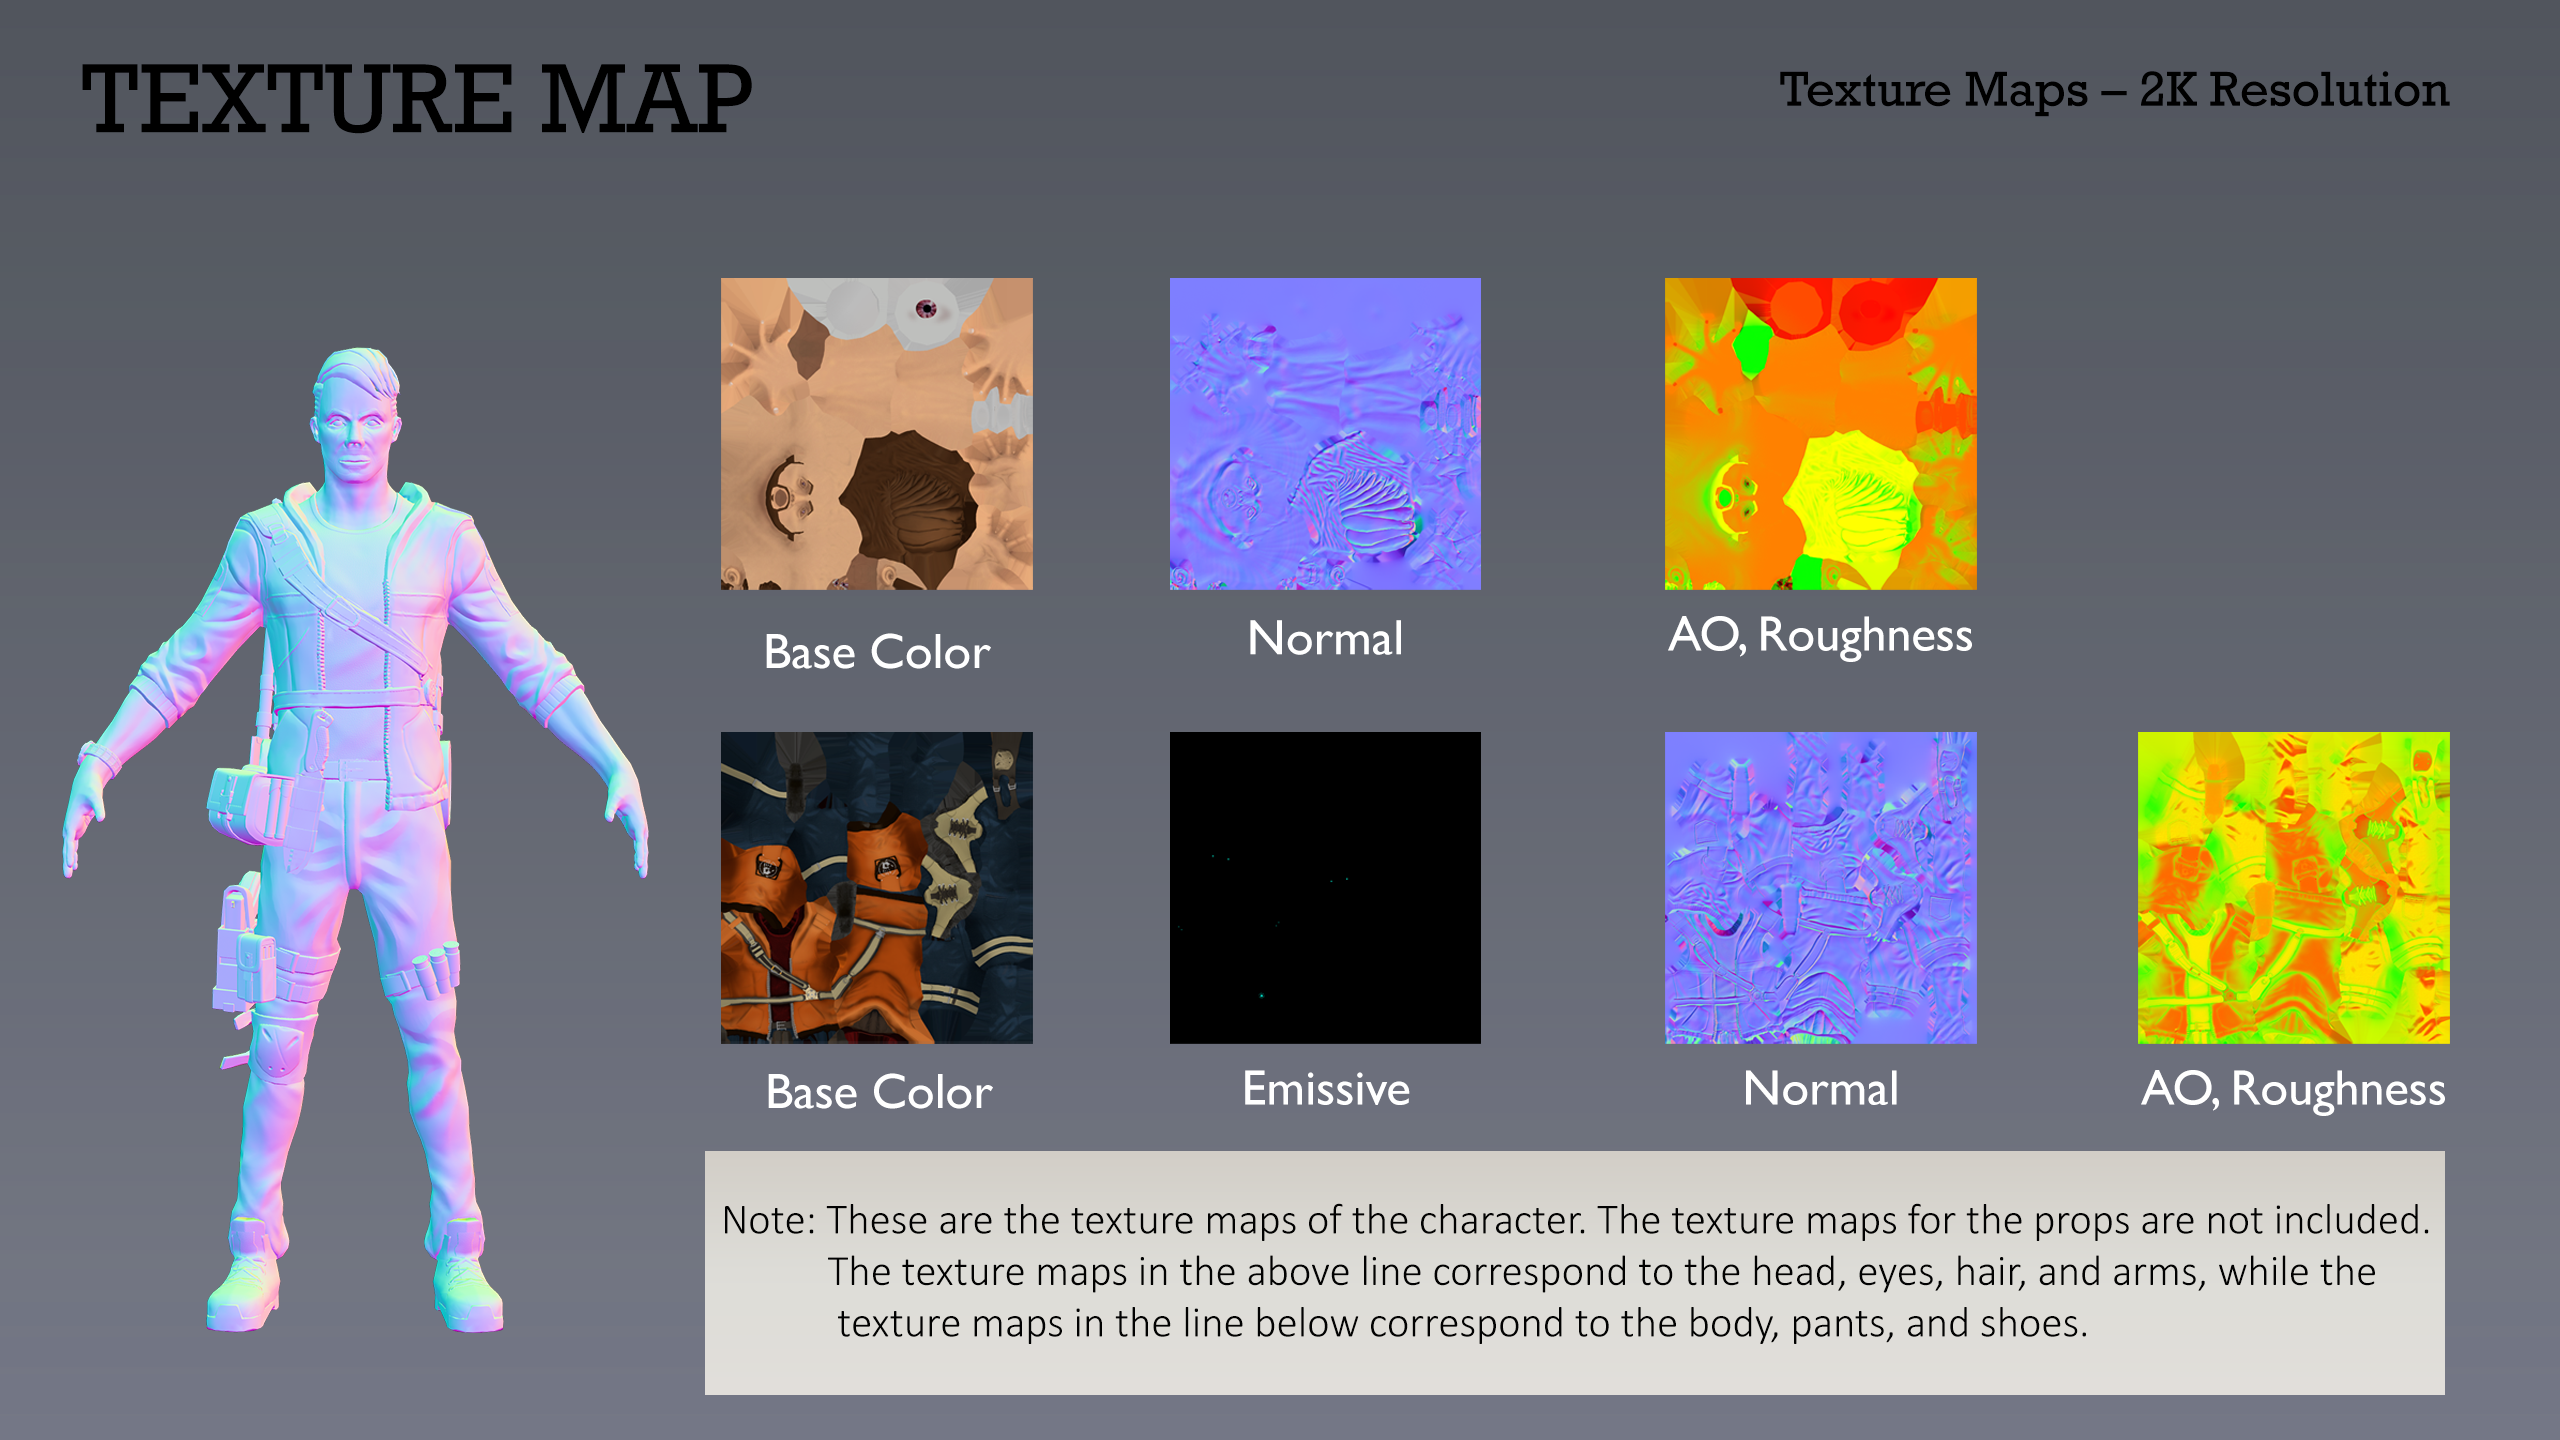 TEXTURE MAP
Texture Maps – 2K Resolution
Base Color
Normal
AO, Roughness
Base Color
Emissive
Normal
AO, Roughness
Note: These are the texture maps of the character. The texture maps for the props are not included.
The texture maps in the above line correspond to the head, eyes, hair, and arms, while the
texture maps in the line below correspond to the body, pants, and shoes.